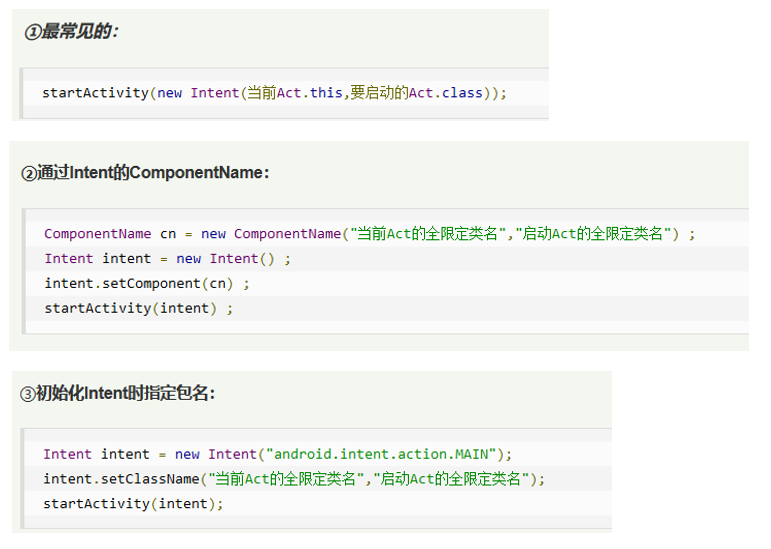 ①最常见的：
startActivity(new Intent(当前Act.this,要启动的Act.class));
②通过Intent的ComponentName：
ComponentName cn = new ComponentName("当前Act的全限定类名","启动Act的全限定类名") ;
Intent intent = new Intent() ;
intent.setComponent(cn) ;
startActivity(intent) ;
③初始化Intent时指定包名：
Intent intent = new Intent("android.intent.action.MAIN");
intent.setClassName("当前Act的全限定类名","启动Act的全限定类名");
startActivity(intent);